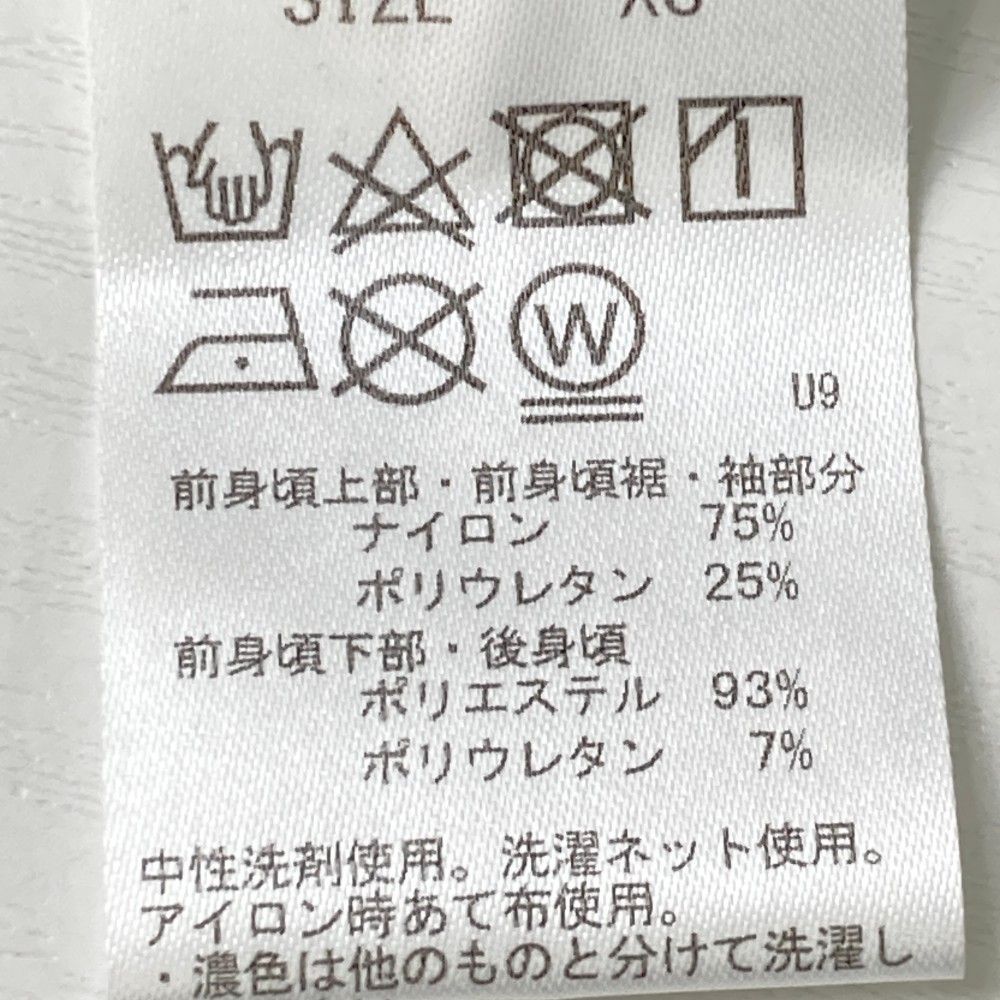 SIZE XS
W
U9
前身頃上部・前身頃裾・袖部分
ナイロン 75%
ポリウレタン 25%
前身頃下部・後身頃
ポリエステル 93%
ポリウレタン 7%
中性洗剤使用。洗濯ネット使用。
アイロン時あて布使用。
・濃色は他のものと分けて洗濯し